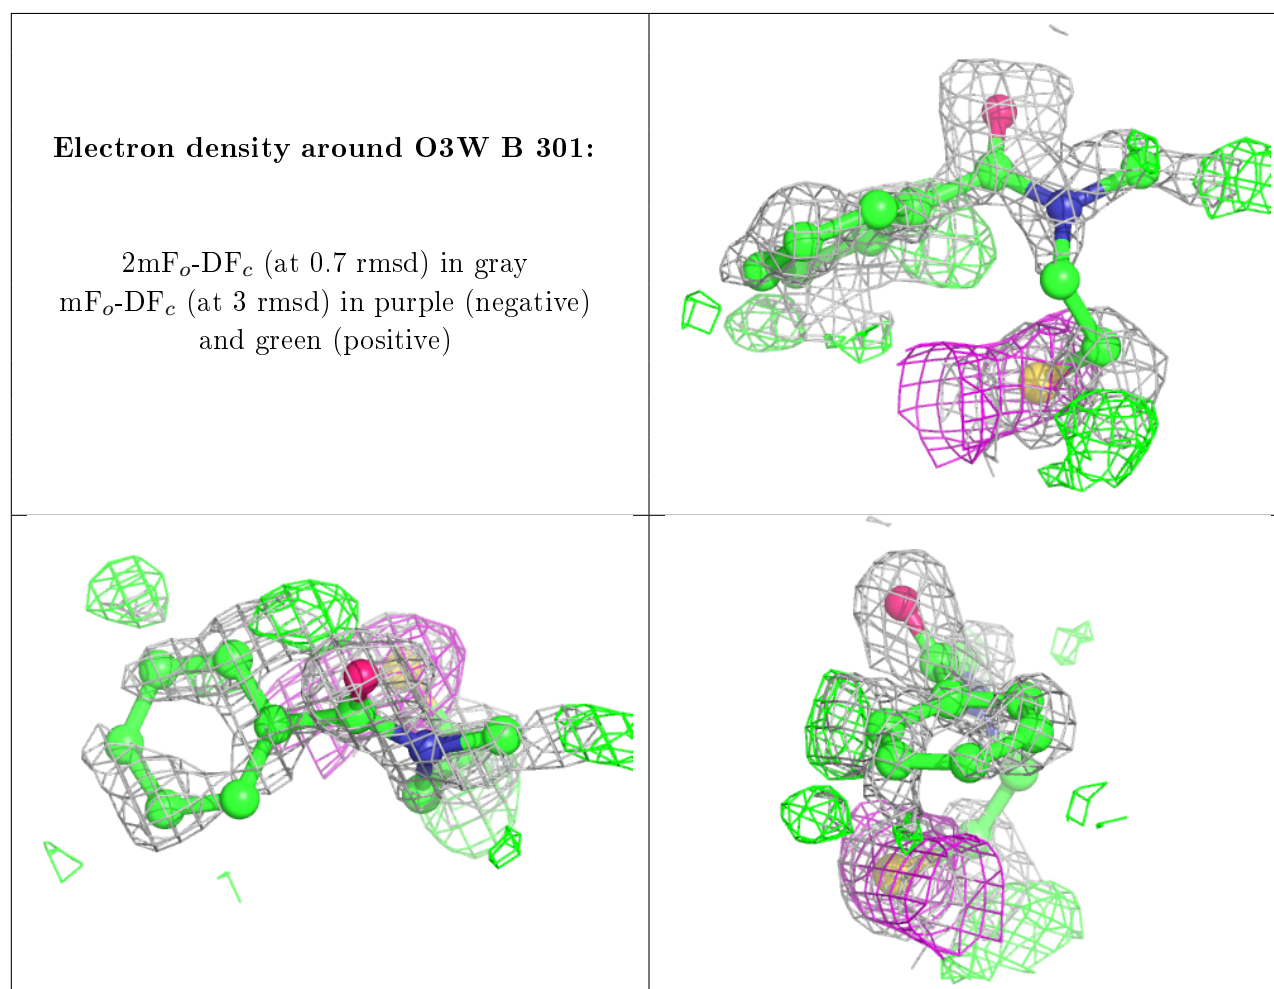 Electron density around O3W B 301:
2mFo-DFc (at 0.7 rmsd) in gray
mFo-DFc (at 3 rmsd) in purple (negative)
and green (positive)